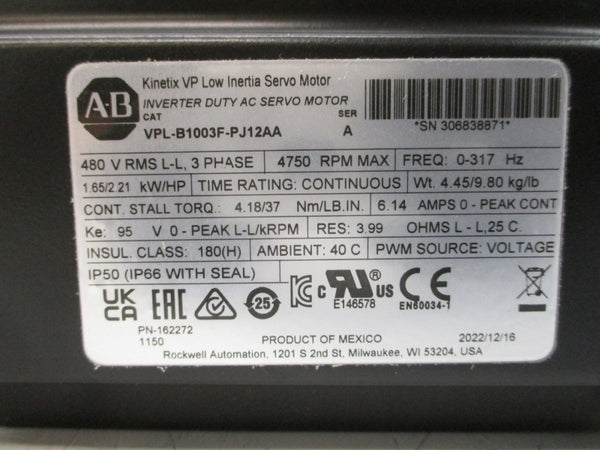 A-B
Kinetix VP Low Inertia Servo Motor
INVERTER DUTY AC SERVO MOTOR
CAT SER
VPL-B1003F-PJ12AA A
*SN 306838871*
480 V RMS L-L, 3 PHASE 4750 RPM MAX FREQ: 0-317 Hz
1.65/2.21 kW/HP TIME RATING: CONTINUOUS Wt. 4.45/9.80 kg/lb
CONT. STALL TORQ.: 4.18/37 Nm/LB.IN. 6.14 AMPS 0 - PEAK CONT
Ke: 95 V 0 - PEAK L-L/kRPM RES: 3.99 OHMS L - L,25 C.
INSUL. CLASS: 180(H) AMBIENT: 40 C PWM SOURCE: VOLTAGE
IP50 (IP66 WITH SEAL)
UK CA EAC 25 KC c RU ® US CE
E146578 EN60034-1
PN-162272
1150 PRODUCT OF MEXICO 2022/12/16
Rockwell Automation, 1201 S 2nd St, Milwaukee, WI 53204, USA